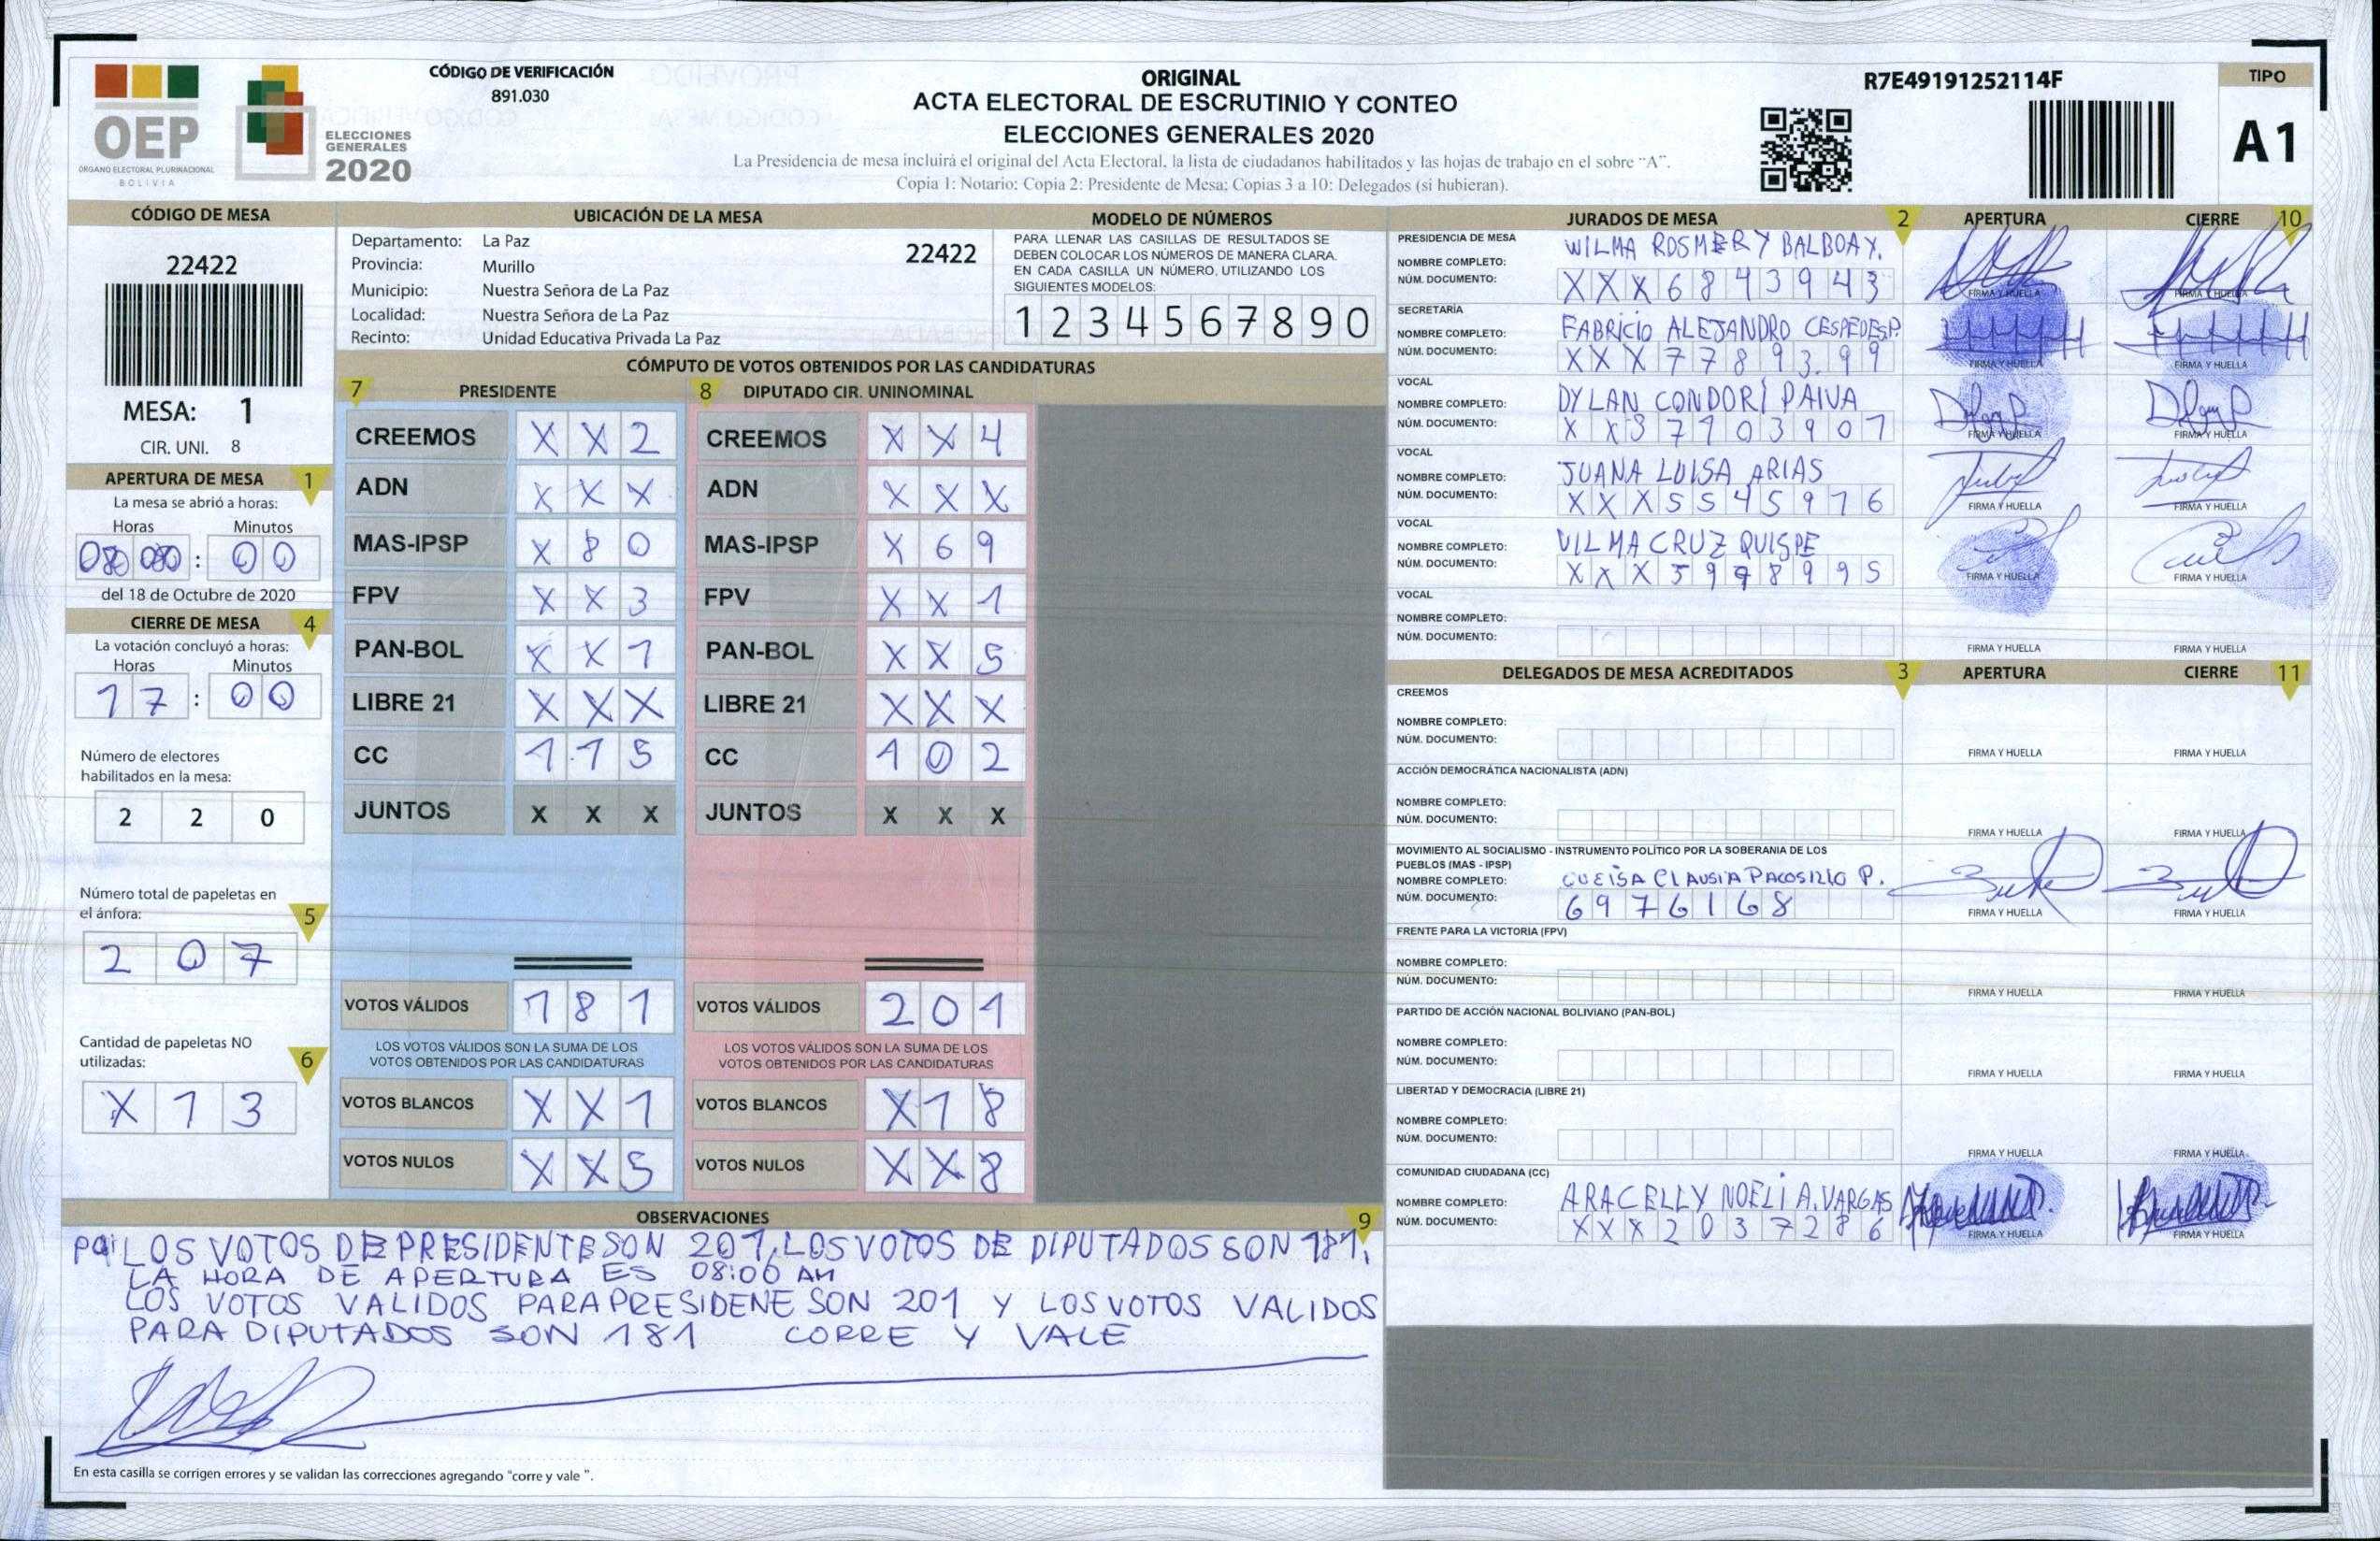 OEP
ÓRGANO ELECTORAL PLURINACIONAL
BOLIVIA
ELECCIONES
GENERALES
2020
CÓDIGO DE VERIFICACIÓN
891.030
ORIGINAL
ACTA ELECTORAL DE ESCRUTINIO Y CONTEO
ELECCIONES GENERALES 2020
La Presidencia de mesa incluirá el original del Acta Electoral, la lista de ciudadanos habilitados y las hojas de trabajo en el sobre "A".
Copia 1: Notario; Copia 2: Presidente de Mesa; Copias 3 a 10: Delegados (si hubieran).
R7E49191252114F
TIPO
A1
CÓDIGO DE MESA
22422
MESA: 1
CIR. UNI. 8
APERTURA DE MESA 1
La mesa se abrió a horas:
Horas Minutos
: 00
del 18 de Octubre de 2020
CIERRE DE MESA 4
La votación concluyó a horas:
Horas Minutos
17 : 00
Número de electores
habilitados en la mesa:
2 2 0
Número total de papeletas en
el ánfora: 5
2 0 7
Cantidad de papeletas NO
utilizadas: 6
X 1 3
UBICACIÓN DE LA MESA
Departamento: La Paz 22422
Provincia: Murillo
Municipio: Nuestra Señora de La Paz
Localidad: Nuestra Señora de La Paz
Recinto: Unidad Educativa Privada La Paz
MODELO DE NÚMEROS
PARA LLENAR LAS CASILLAS DE RESULTADOS SE
DEBEN COLOCAR LOS NÚMEROS DE MANERA CLARA.
EN CADA CASILLA UN NÚMERO, UTILIZANDO LOS
SIGUIENTES MODELOS:
1 2 3 4 5 6 7 8 9 0
CÓMPUTO DE VOTOS OBTENIDOS POR LAS CANDIDATURAS
7 PRESIDENTE 8 DIPUTADO CIR. UNINOMINAL
CREEMOS X X 2 CREEMOS X X 4
ADN X X X ADN X X X
MAS-IPSP X 8 0 MAS-IPSP X 6 9
FPV X X 3 FPV X X 1
PAN-BOL X X 1 PAN-BOL X X 5
LIBRE 21 X X X LIBRE 21 X X X
CC 1 1 5 CC 1 0 2
JUNTOS X X X JUNTOS X X X
VOTOS VÁLIDOS 1 8 1 VOTOS VÁLIDOS 2 0 1
LOS VOTOS VÁLIDOS SON LA SUMA DE LOS LOS VOTOS VÁLIDOS SON LA SUMA DE LOS
VOTOS OBTENIDOS POR LAS CANDIDATURAS VOTOS OBTENIDOS POR LAS CANDIDATURAS
VOTOS BLANCOS X X 1 VOTOS BLANCOS X 1 8
VOTOS NULOS X X 5 VOTOS NULOS X X 8
OBSERVACIONES 9
LOS VOTOS DE PRESIDENTE SON 201, LOS VOTOS DE DIPUTADOS SON 181,
LA HORA DE APERTURA ES 08:00 AM
LOS VOTOS VALIDOS PARA PRESIDENE SON 201 Y LOS VOTOS VALIDOS
PARA DIPUTADOS SON 181 CORRE Y VALE
En esta casilla se corrigen errores y se validan las correcciones agregando "corre y vale ".
JURADOS DE MESA 2 APERTURA CIERRE 10
PRESIDENCIA DE MESA
NOMBRE COMPLETO: WILMA ROSMERY BALBOA Y.
NÚM. DOCUMENTO: X X X 6 8 4 3 9 4 3
FIRMA Y HUELLA FIRMA Y HUELLA
SECRETARÍA
NOMBRE COMPLETO: FABRICIO ALEJANDRO CESPEDES P.
NÚM. DOCUMENTO: X X X 7 7 8 9 3 9 9
FIRMA Y HUELLA FIRMA Y HUELLA
VOCAL
NOMBRE COMPLETO: DYLAN CONDORI PAIVA
NÚM. DOCUMENTO:
FIRMA Y HUELLA FIRMA Y HUELLA
VOCAL
NOMBRE COMPLETO: JUANA LUISA ARIAS
NÚM. DOCUMENTO: X X X 5 5 4 5 9 7 6
FIRMA Y HUELLA FIRMA Y HUELLA
VOCAL
NOMBRE COMPLETO: VILMA CRUZ QUISPE
NÚM. DOCUMENTO:
FIRMA Y HUELLA FIRMA Y HUELLA
VOCAL
NOMBRE COMPLETO:
NÚM. DOCUMENTO:
FIRMA Y HUELLA FIRMA Y HUELLA
DELEGADOS DE MESA ACREDITADOS 3 APERTURA CIERRE 11
CREEMOS
NOMBRE COMPLETO:
NÚM. DOCUMENTO:
FIRMA Y HUELLA FIRMA Y HUELLA
ACCIÓN DEMOCRÁTICA NACIONALISTA (ADN)
NOMBRE COMPLETO:
NÚM. DOCUMENTO:
FIRMA Y HUELLA FIRMA Y HUELLA
MOVIMIENTO AL SOCIALISMO - INSTRUMENTO POLÍTICO POR LA SOBERANIA DE LOS
PUEBLOS (MAS - IPSP)
NOMBRE COMPLETO: P.
NÚM. DOCUMENTO: 6 9 7 6 1 6 8
FIRMA Y HUELLA FIRMA Y HUELLA
FRENTE PARA LA VICTORIA (FPV)
NOMBRE COMPLETO:
NÚM. DOCUMENTO:
FIRMA Y HUELLA FIRMA Y HUELLA
PARTIDO DE ACCIÓN NACIONAL BOLIVIANO (PAN-BOL)
NOMBRE COMPLETO:
NÚM. DOCUMENTO:
FIRMA Y HUELLA FIRMA Y HUELLA
LIBERTAD Y DEMOCRACIA (LIBRE 21)
NOMBRE COMPLETO:
NÚM. DOCUMENTO:
FIRMA Y HUELLA FIRMA Y HUELLA
COMUNIDAD CIUDADANA (CC)
NOMBRE COMPLETO: ARACELLY NOELI A. VARGAS
NÚM. DOCUMENTO: X X X 2 0 3 7 2 8 6
FIRMA Y HUELLA FIRMA Y HUELLA